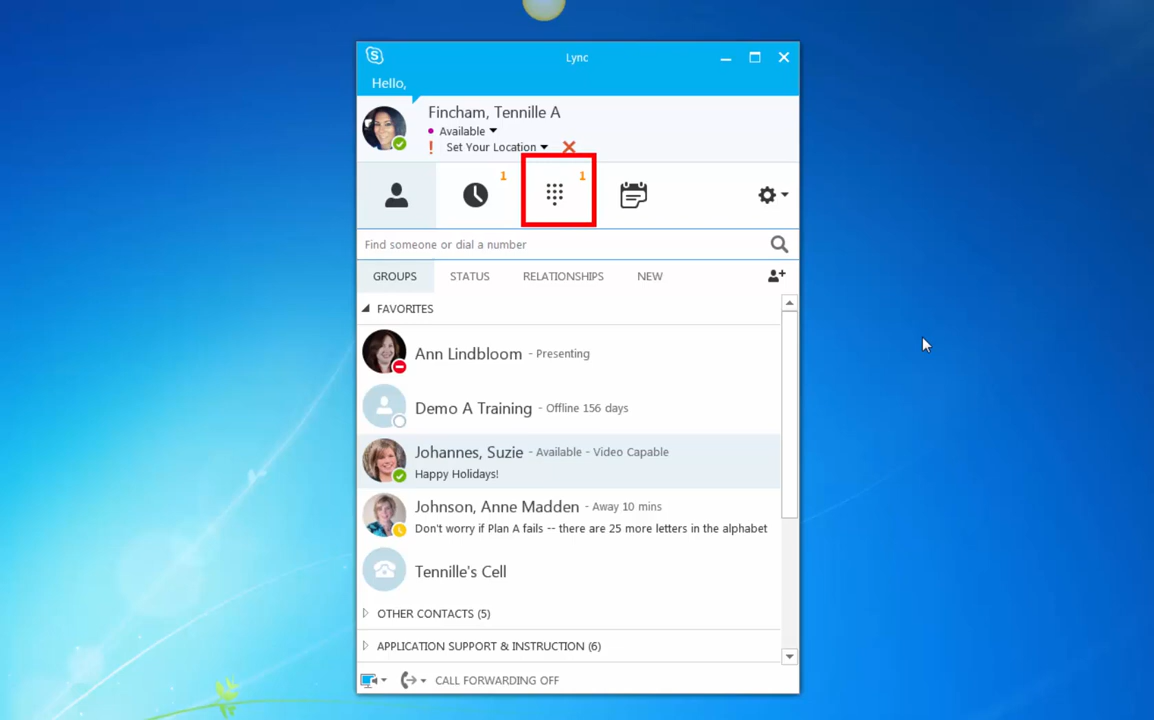 Lync
Hello,
Fincham, Tennille A
Available
! Set Your Location
1
1
Find someone or dial a number
GROUPS STATUS RELATIONSHIPS NEW
FAVORITES
Ann Lindbloom - Presenting
Demo A Training - Offline 156 days
Johannes, Suzie - Available - Video Capable
Happy Holidays!
Johnson, Anne Madden - Away 10 mins
Don't worry if Plan A fails -- there are 25 more letters in the alphabet
Tennille's Cell
OTHER CONTACTS (5)
APPLICATION SUPPORT & INSTRUCTION (6)
CALL FORWARDING OFF